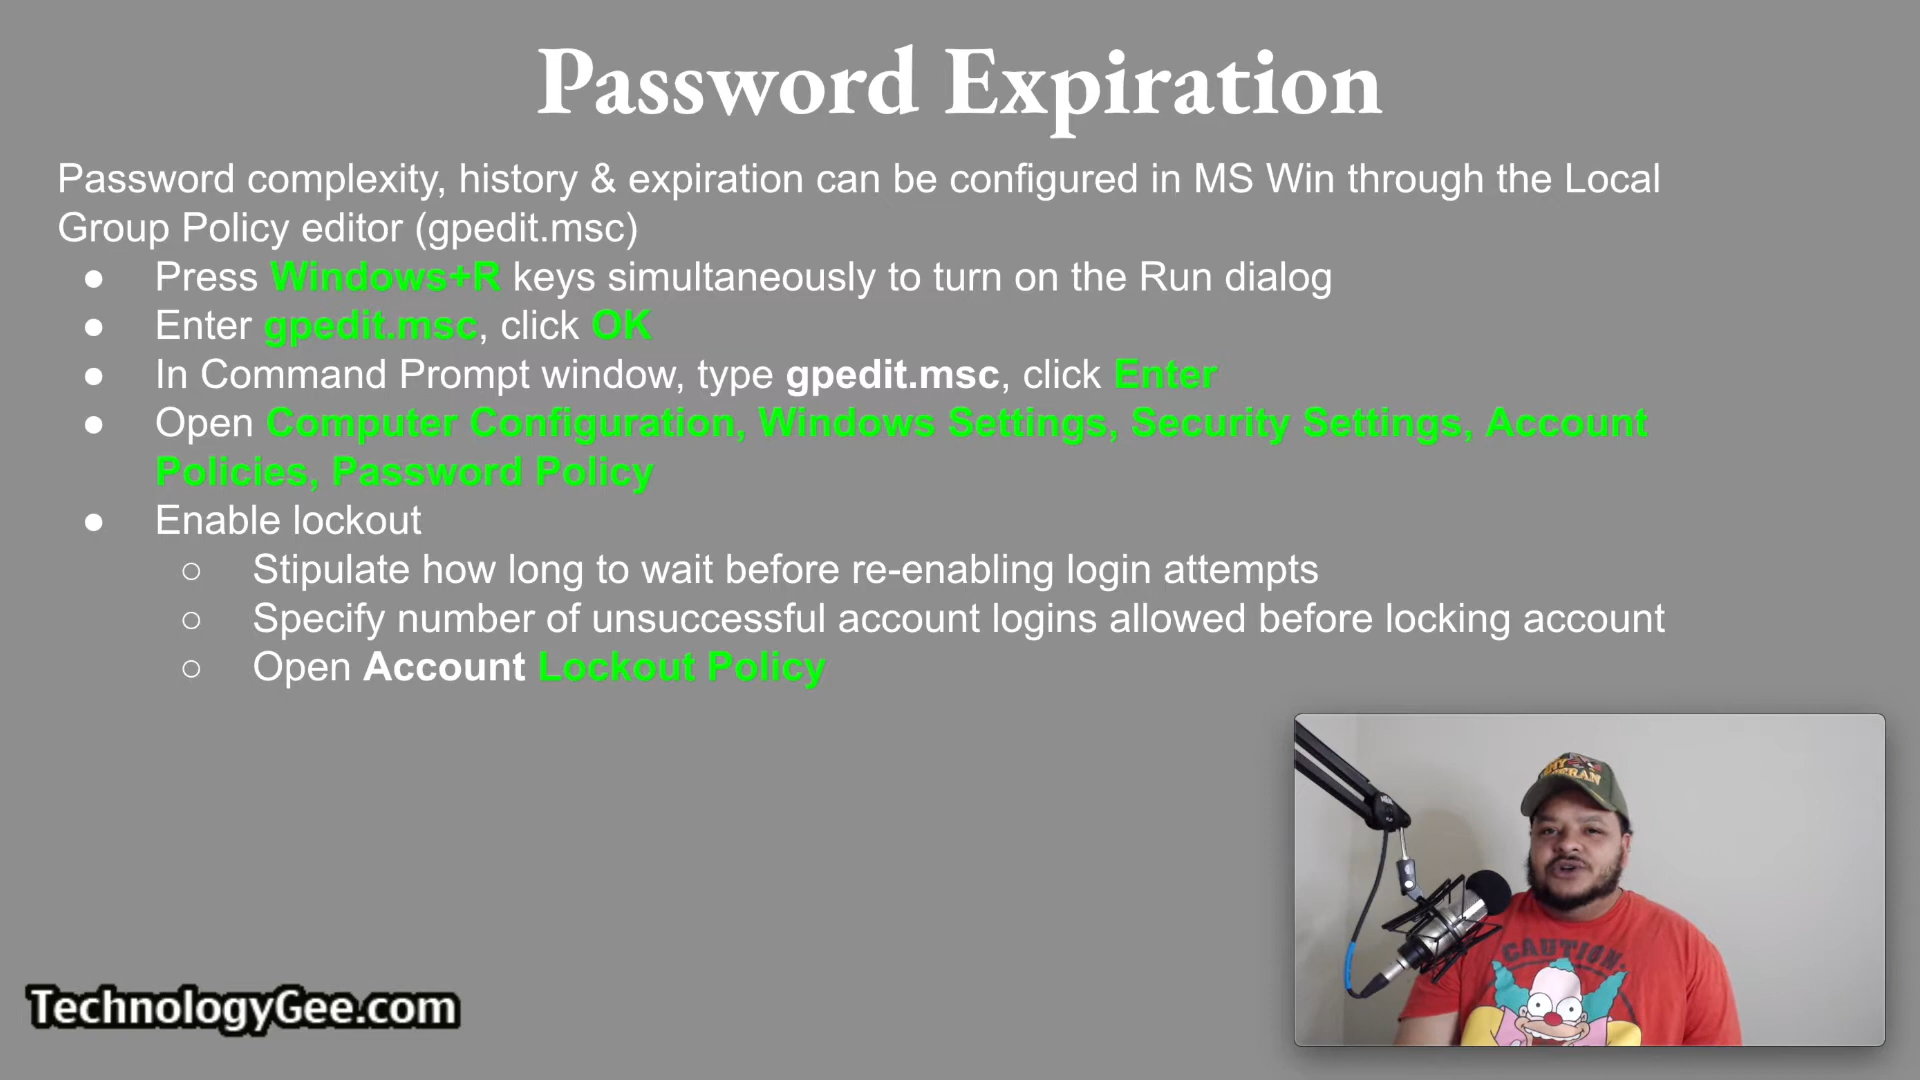 Password Expiration
Password complexity, history & expiration can be configured in MS Win through the Local
Group Policy editor (gpedit.msc)
● Press Windows+R keys simultaneously to turn on the Run dialog
● Enter gpedit.msc, click OK
● In Command Prompt window, type gpedit.msc, click Enter
● Open Computer Configuration, Windows Settings, Security Settings, Account
Policies, Password Policy
● Enable lockout
○ Stipulate how long to wait before re-enabling login attempts
○ Specify number of unsuccessful account logins allowed before locking account
○ Open Account Lockout Policy
CAUTION
TechnologyGee.com